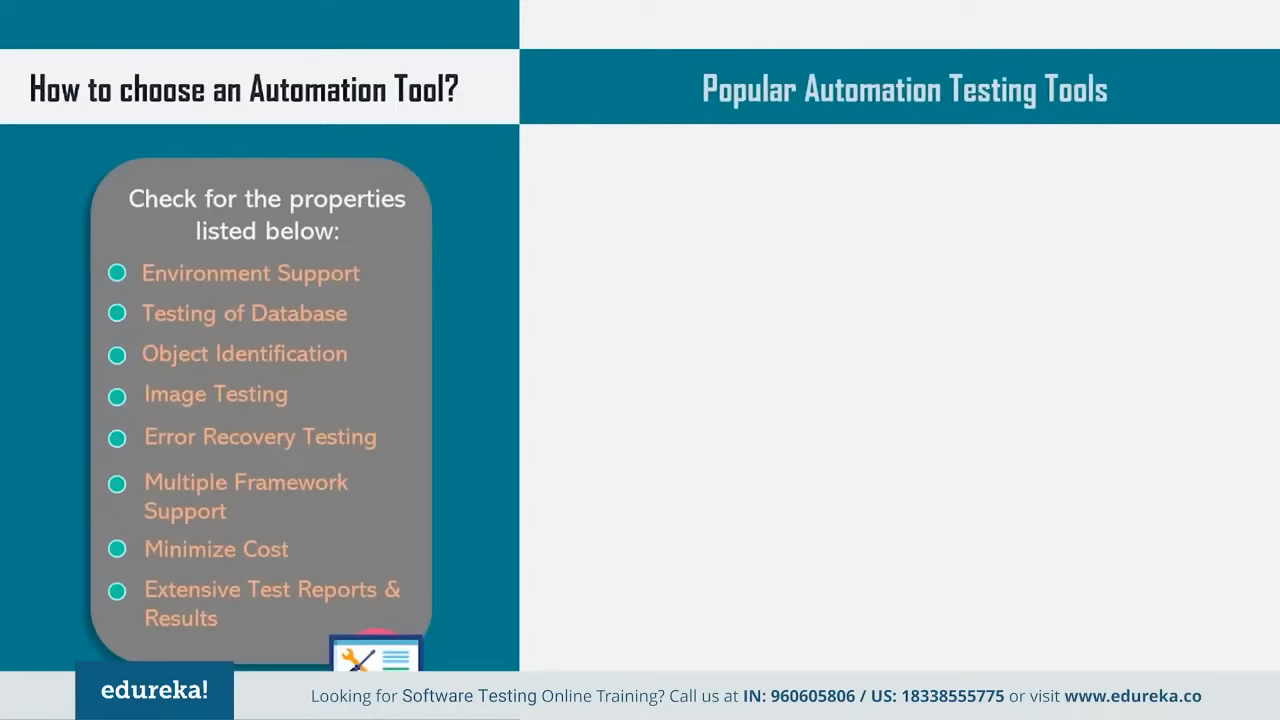 How to choose an Automation Tool?
Popular Automation Testing Tools
Check for the properties
listed below:
Environment Support
Testing of Database
Object Identification
Image Testing
Error Recovery Testing
Multiple Framework
Support
Minimize Cost
Extensive Test Reports &
Results
edureka!
Looking for Software Testing Online Training? Call us at IN: 960605806 / US: 18338555775 or visit www.edureka.co